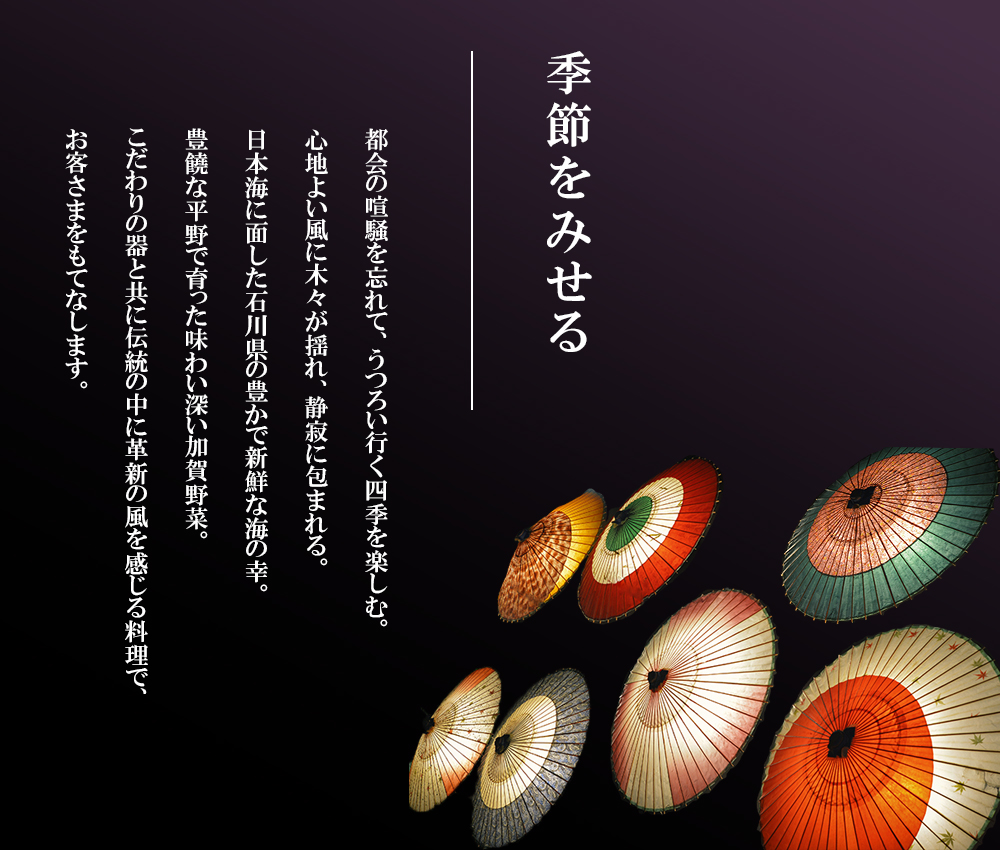 季節をみせる
都会の喧騒を忘れて、うつろい行く四季を楽しむ。
心地よい風に木々が揺れ、静寂に包まれる。
日本海に面した石川県の豊かで新鮮な海の幸。
豊饒な平野で育った味わい深い加賀野菜。
こだわりの器と共に伝統の中に革新の風を感じる料理で、
お客さまをもてなします。